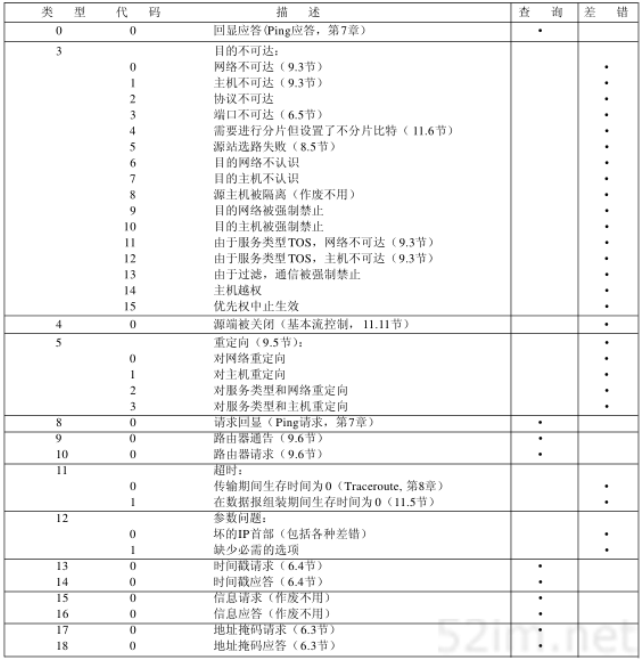 类 型 代 码 描 述 查 询 差 错
0 0 回显应答(Ping应答，第7章) •
3 目的不可达：
0 网络不可达（9.3节） •
1 主机不可达（9.3节） •
2 协议不可达 •
3 端口不可达（6.5节） •
4 需要进行分片但设置了不分片比特（11.6节） •
5 源站选路失败（8.5节） •
6 目的网络不认识 •
7 目的主机不认识 •
8 源主机被隔离（作废不用） •
9 目的网络被强制禁止 •
10 目的主机被强制禁止 •
11 由于服务类型TOS，网络不可达（9.3节） •
12 由于服务类型TOS，主机不可达（9.3节） •
13 由于过滤，通信被强制禁止 •
14 主机越权 •
15 优先权中止生效 •
4 0 源端被关闭（基本流控制，11.11节） •
5 重定向（9.5节）： •
0 对网络重定向 •
1 对主机重定向 •
2 对服务类型和网络重定向 •
3 对服务类型和主机重定向 •
8 0 请求回显（Ping请求，第7章） •
9 0 路由器通告（9.6节） •
10 0 路由器请求（9.6节） •
11 超时：
0 传输期间生存时间为0（Traceroute, 第8章） •
1 在数据报组装期间生存时间为0（11.5节） •
12 参数问题：
0 坏的IP首部（包括各种差错） •
1 缺少必需的选项 •
13 0 时间戳请求（6.4节） •
14 0 时间戳应答（6.4节） •
15 0 信息请求（作废不用） •
16 0 信息应答（作废不用） •
17 0 地址掩码请求（6.3节） •
18 0 地址掩码应答（6.3节） •
52im.net